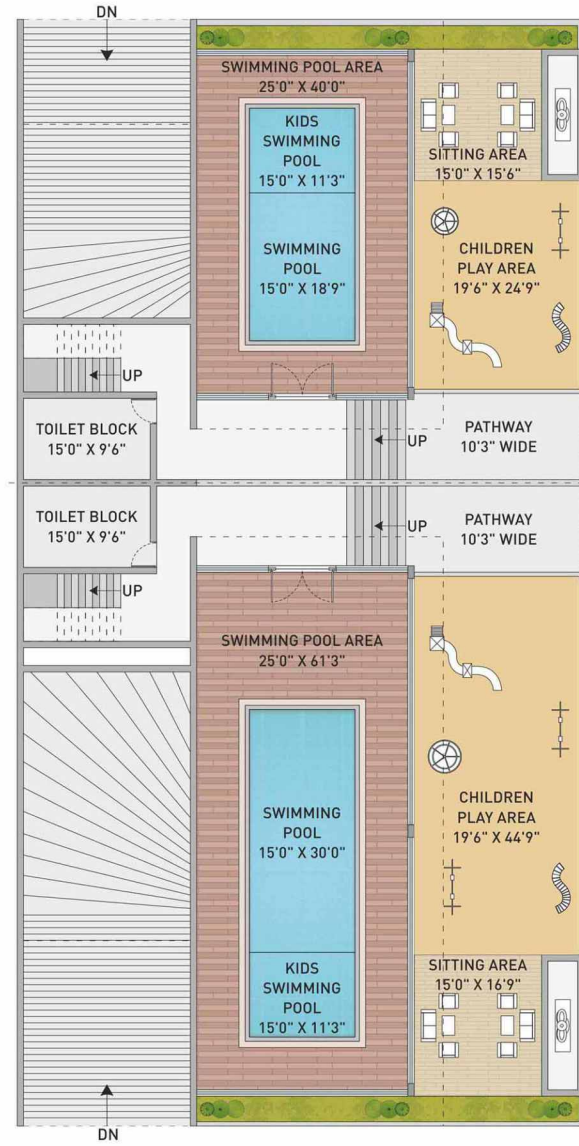 DN
SWIMMING POOL AREA
25'0" X 40'0"
KIDS
SWIMMING
POOL
15'0" X 11'3"
SWIMMING
POOL
15'0" X 18'9"
SITTING AREA
15'0" X 15'6"
CHILDREN
PLAY AREA
19'6" X 24'9"
UP
TOILET BLOCK
15'0" X 9'6"
UP
PATHWAY
10'3" WIDE
TOILET BLOCK
15'0" X 9'6"
UP
PATHWAY
10'3" WIDE
UP
SWIMMING POOL AREA
25'0" X 61'3"
SWIMMING
POOL
15'0" X 30'0"
KIDS
SWIMMING
POOL
15'0" X 11'3"
CHILDREN
PLAY AREA
19'6" X 44'9"
SITTING AREA
15'0" X 16'9"
DN